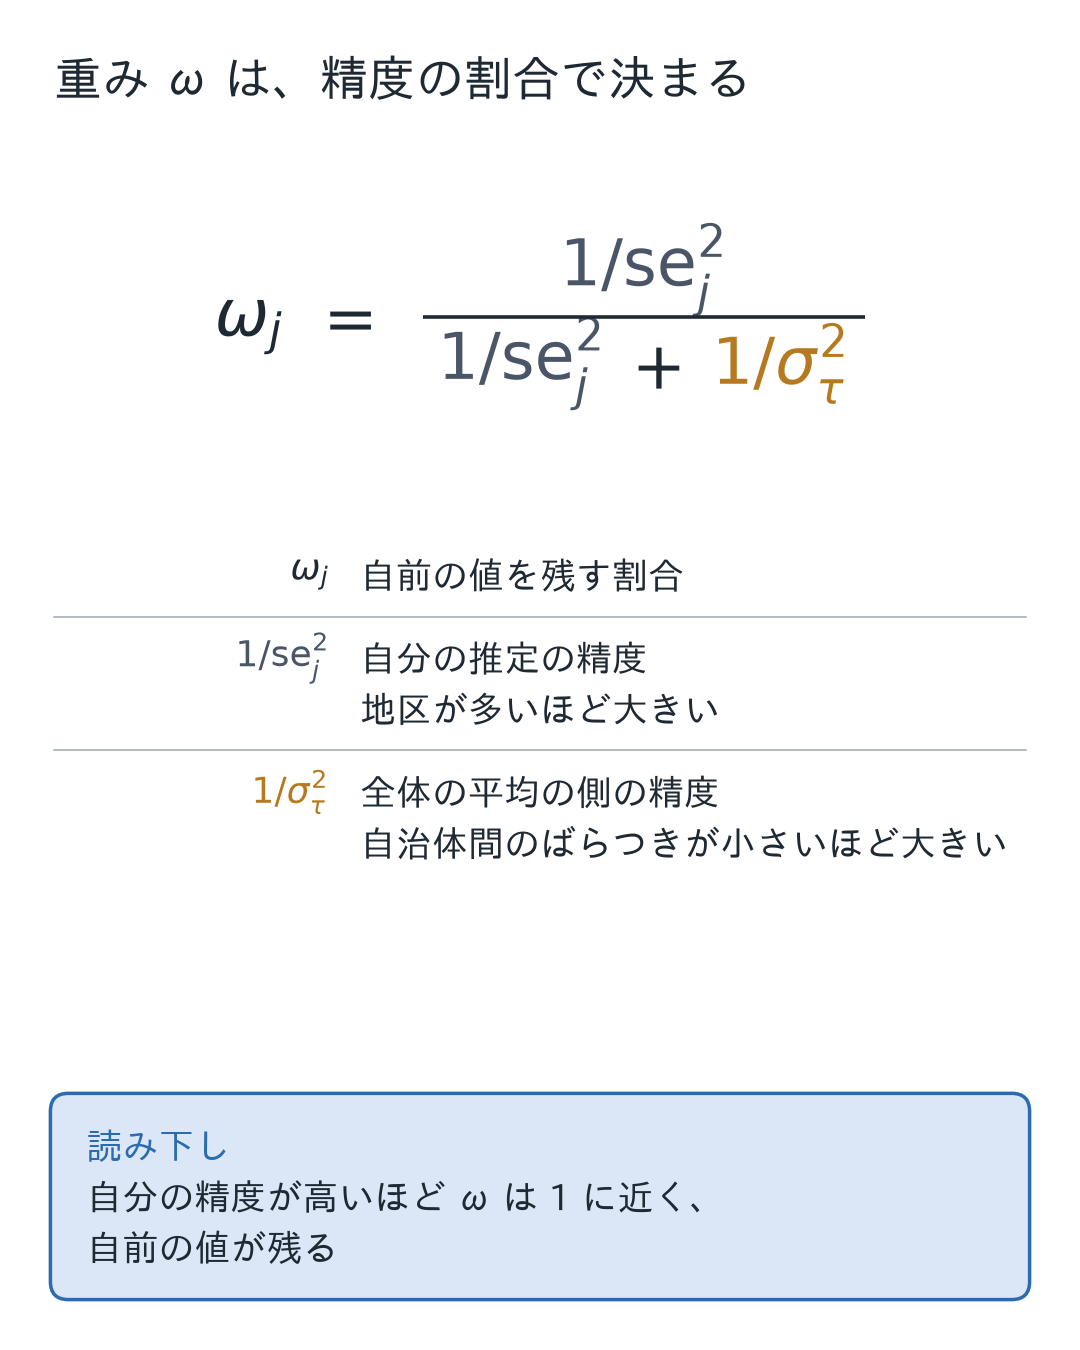 重み ω は、精度の割合で決まる
ω_j = (1/se_j^2) / (1/se_j^2 + 1/σ_τ^2)
ω_j 自前の値を残す割合
1/se_j^2 自分の推定の精度
地区が多いほど大きい
1/σ_τ^2 全体の平均の側の精度
自治体間のばらつきが小さいほど大きい
読み下し
自分の精度が高いほど ω は 1 に近く、
自前の値が残る